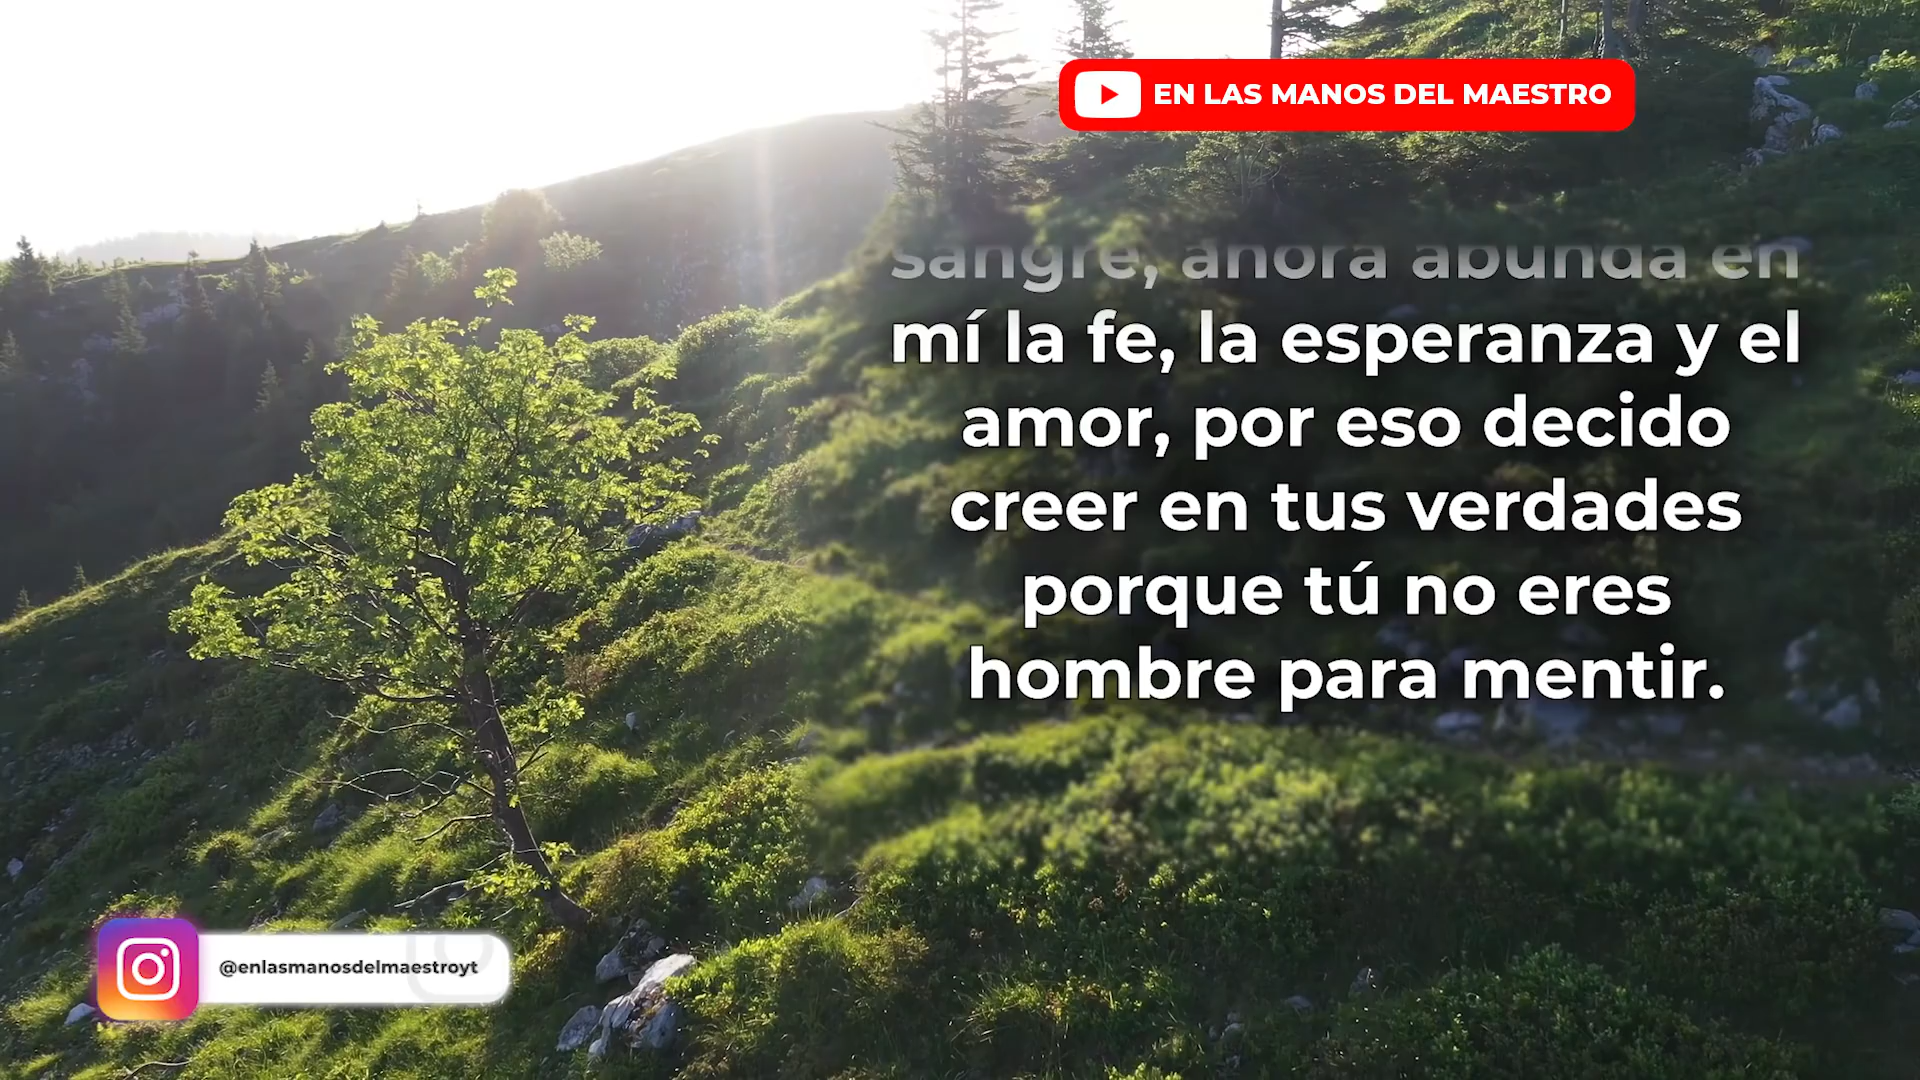 EN LAS MANOS DEL MAESTRO
sangre, ahora abunda en
mí la fe, la esperanza y el
amor, por eso decido
creer en tus verdades
porque tú no eres
hombre para mentir.
@enlasmanosdelmaestroyt